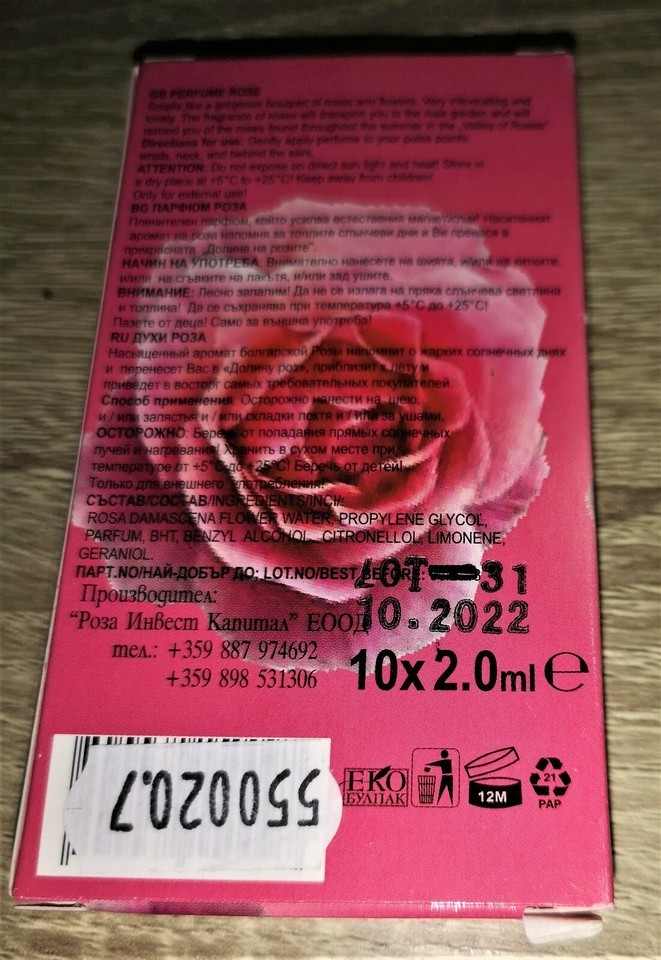 GB PERFUME ROSE
Smells like a gorgeous bouquet of roses and flowers. Very intoxicating and
lovely. The fragrance of roses will transport you to the rose garden, and will
remind you of the roses found throughout the summer in the „Valley of Roses"
Directions for use: Gently apply perfume to your pulse points:
wrists, neck, and behind the ears.
ATTENTION: Do not expose on direct sun light and heat! Store in
a dry place at +5°C to +25°C! Keep away from children!
Only for external use!
BG ПАРФЮМ РОЗА
Пленителен парфюм, който усилва естествения магнетизъм! Наситеният
аромат на роза напомня за топлите слънчеви дни и Ви пренася в
прекрасната „Долина на розите".
НАЧИН НА УПОТРЕБА: Внимателно нанесете на шията, и/или на китките,
и/или на сгъвките на лакътя, и/или зад ушите.
ВНИМАНИЕ: Лесно запалим! Да не се излага на пряка слънчева светлина
и топлина! Да се съхранява при температура +5°C до +25°C!
Пазете от деца! Само за външна употреба!
RU ДУХИ РОЗА
Насыщенный аромат болгарской Розы напомнит о жарких солнечных днях
и перенесет Вас в «Долину роз», приблизит к лету и
приведет в восторг самых требовательных покупателей.
Способ применения: Осторожно нанести на шею,
и / или запястья и / или складки локтя и / или за ушами.
ОСТОРОЖНО: Беречь от попадания прямых солнечных
лучей и нагревания! Хранить в сухом месте при
температуре от +5°C до +25°C! Беречь от детей!
Только для внешнего употребления!
СЪСТАВ/СОСТАВ/INGREDIENTS/INCI/:
ROSA DAMASCENA FLOWER WATER, PROPYLENE GLYCOL,
PARFUM, BHT, BENZYL ALCOHOL, CITRONELLOL, LIMONENE,
GERANIOL.
ПАРТ.NO/НАЙ-ДОБЪР ДО; LOT.NO/BEST BEFORE:
LOT 31
10.2022
Производител:
"Роза Инвест Капитал" ЕООД
тел.: +359 887 974692
+359 898 531306
10x2.0ml e
550020.7
ЕКО
БУЛПАК
12M
21
PAP